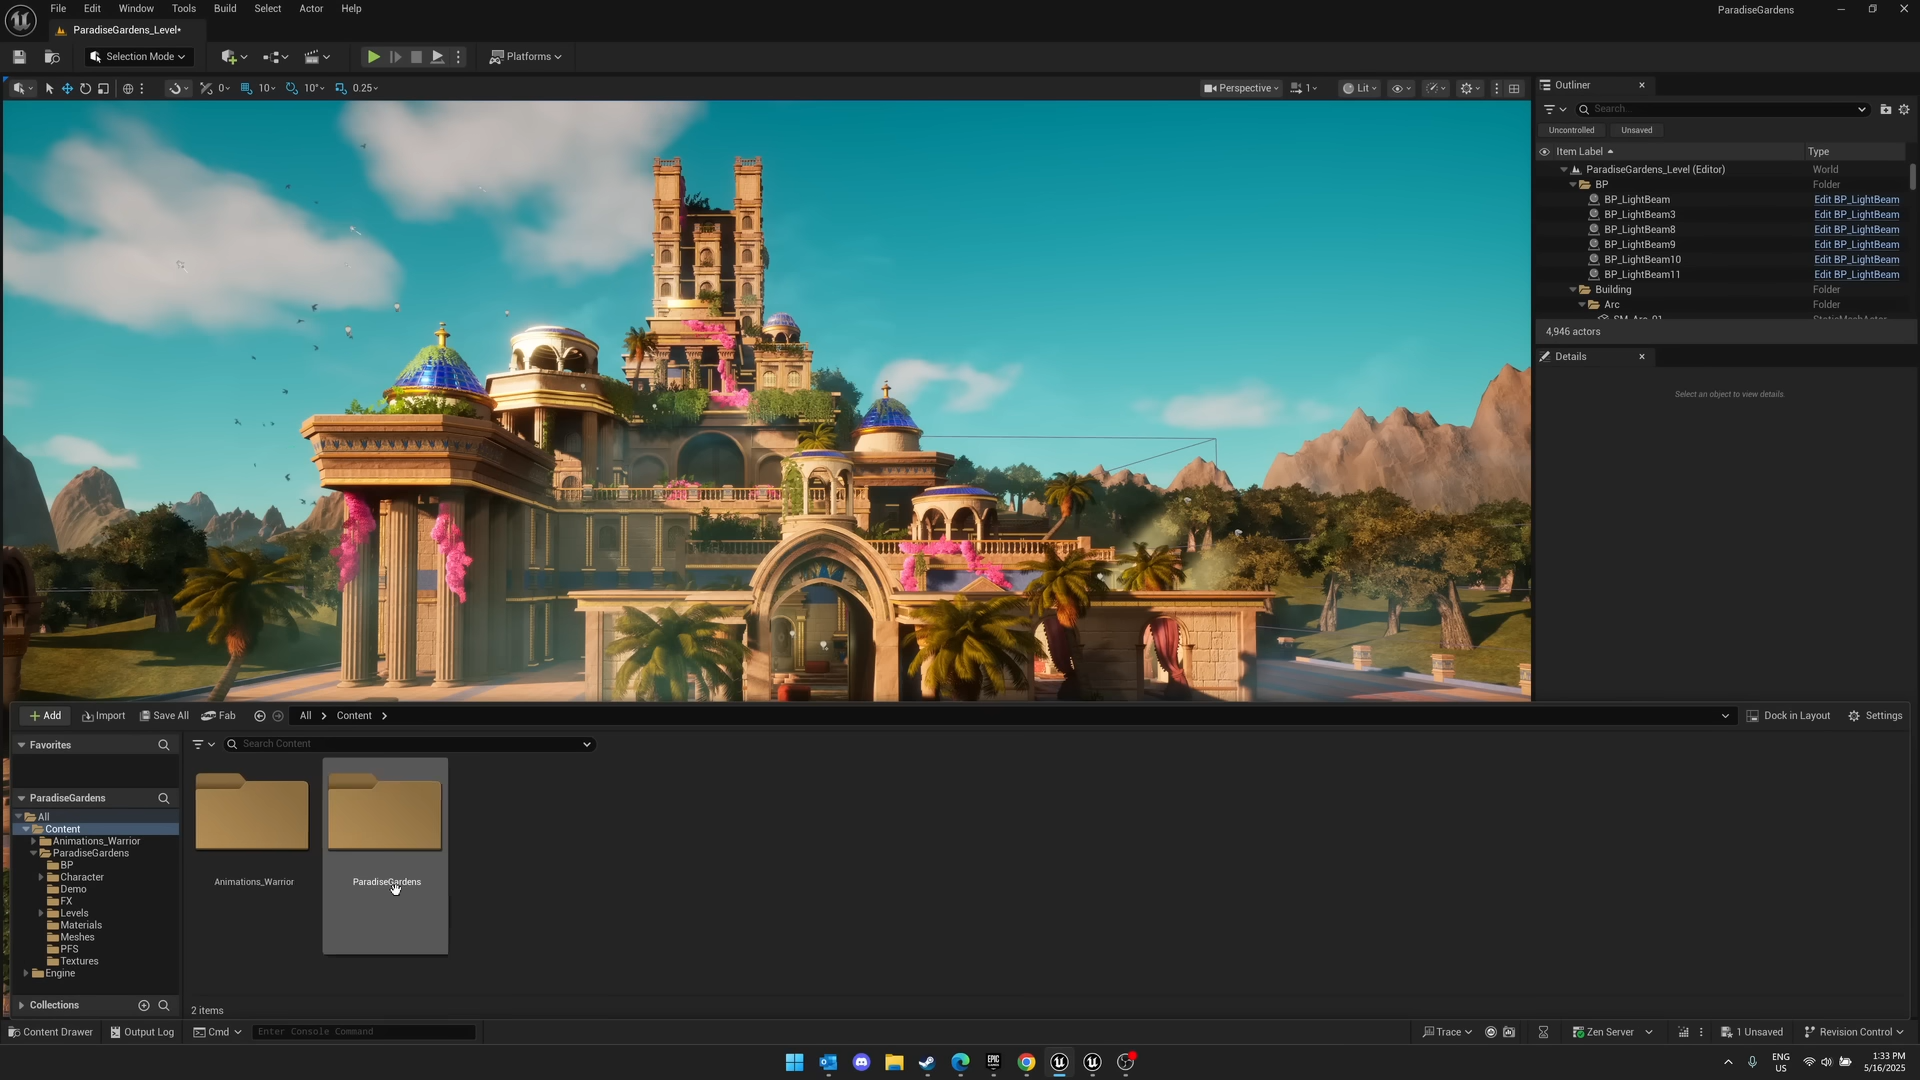 File Edit Window Tools Build Select Actor Help
ParadiseGardens
ParadiseGardens_Level*
Selection Mode
Platforms
0 10 10° 0.25
Perspective 1 Lit
Outliner
Search...
Uncontrolled Unsaved
Item Label Type
ParadiseGardens_Level (Editor) World
BP Folder
BP_LightBeam Edit BP_LightBeam
BP_LightBeam3 Edit BP_LightBeam
BP_LightBeam8 Edit BP_LightBeam
BP_LightBeam9 Edit BP_LightBeam
BP_LightBeam10 Edit BP_LightBeam
BP_LightBeam11 Edit BP_LightBeam
Building Folder
Arc Folder
4,946 actors
Details
Select an object to view details.
Add Import Save All Fab All Content Dock in Layout Settings
Favorites
Search Content
ParadiseGardens
All
Content
Animations_Warrior
ParadiseGardens
BP
Character
Demo
FX
Levels
Materials
Meshes
PFS
Textures
Engine
Collections
Animations_Warrior
ParadiseGardens
2 items
Content Drawer Output Log Cmd Enter Console Command Trace Zen Server 1 Unsaved Revision Control
EPIC GAMES
ENG
US
1:33 PM
5/16/2025